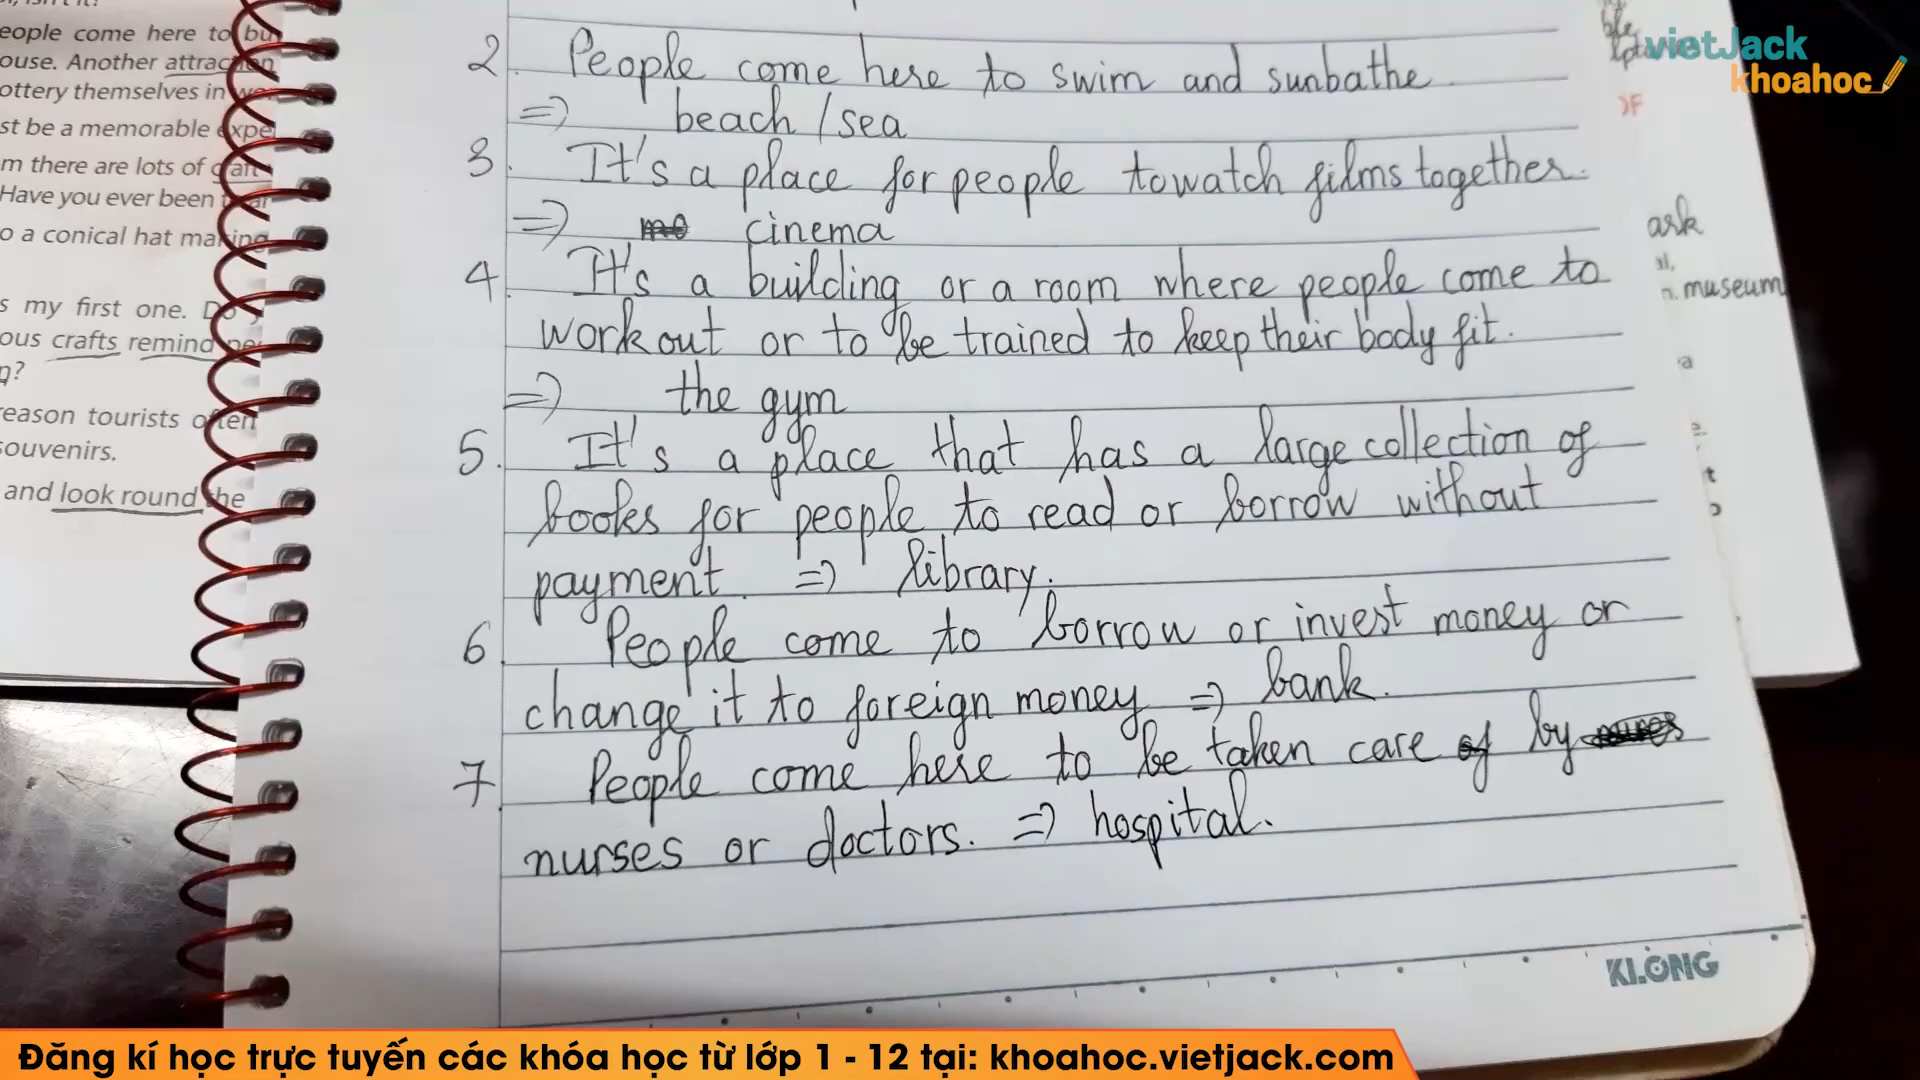 eople come here to bu
ouse. Another attraction
ottery themselves in
st be a memorable expe
m there are lots of craft
Have you ever been
o a conical hat making
s my first one. Do y
ous crafts remind
?
reason tourists often
souvenirs.
and look round the
2. People come here to swim and sunbathe.
=> beach/sea
3. It's a place for people to watch films together.
=> cinema
4. It's a building or a room where people come to
work out or to be trained to keep their body fit.
=> the gym
5. It's a place that has a large collection of
books for people to read or borrow without
payment. => library.
6. People come to borrow or invest money or
change it to foreign money => bank.
7. People come here to be taken care of by
nurses or doctors. => hospital.
KLONG
ark
museum
vietJack
khoahoc
Đăng kí học trực tuyến các khóa học từ lớp 1 - 12 tại: khoahoc.vietjack.com